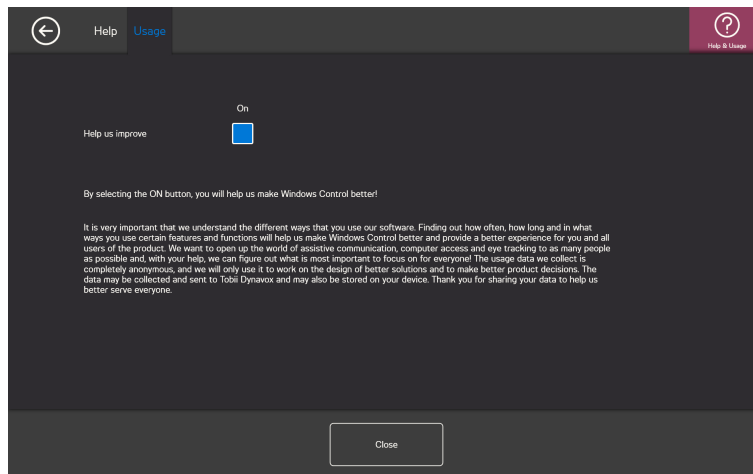 Help Usage
Help & Usage
On
Help us improve
By selecting the ON button, you will help us make Windows Control better!
It is very important that we understand the different ways that you use our software. Finding out how often, how long and in what
ways you use certain features and functions will help us make Windows Control better and provide a better experience for you and all
users of the product. We want to open up the world of assistive communication, computer access and eye tracking to as many people
as possible and, with your help, we can figure out what is most important to focus on for everyone! The usage data we collect is
completely anonymous, and we will only use it to work on the design of better solutions and to make better product decisions. The
data may be collected and sent to Tobii Dynavox and may also be stored on your device. Thank you for sharing your data to help us
better serve everyone.
Close